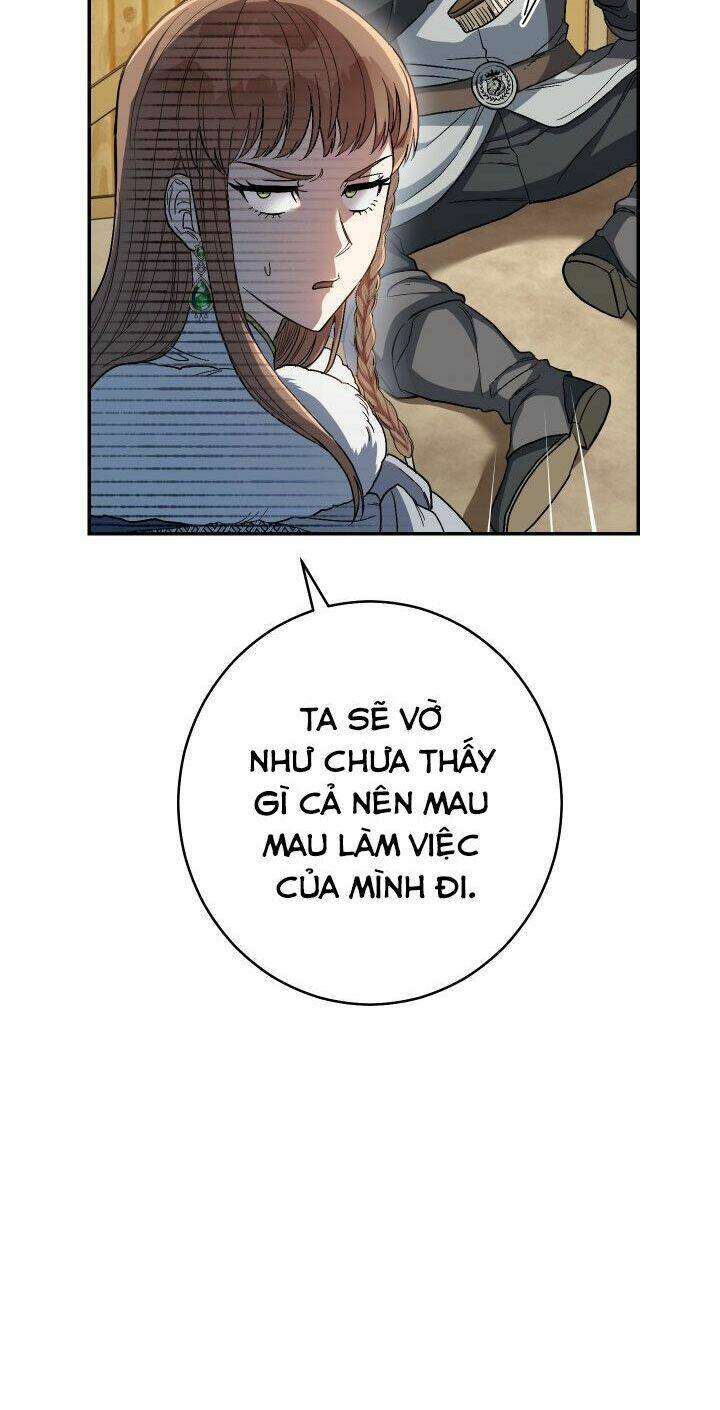 TA SẼ VỜ
NHƯ CHƯA THẤY
GÌ CẢ NÊN MAU
MAU LÀM VIỆC
CỦA MÌNH ĐI.